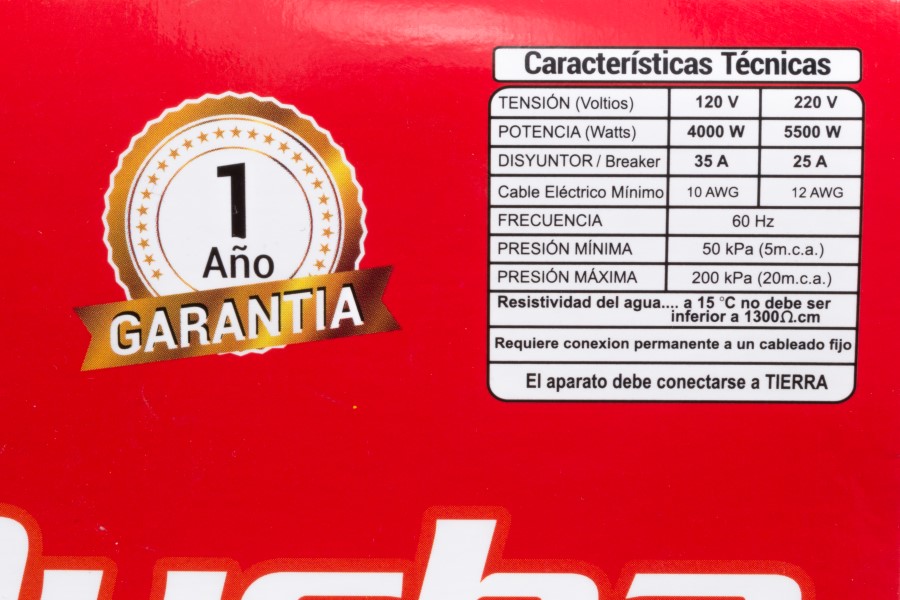 1
Año
GARANTIA
Características Técnicas
TENSIÓN (Voltios) 120 V 220 V
POTENCIA (Watts) 4000 W 5500 W
DISYUNTOR / Breaker 35 A 25 A
Cable Eléctrico Mínimo 10 AWG 12 AWG
FRECUENCIA 60 Hz
PRESIÓN MÍNIMA 50 kPa (5m.c.a.)
PRESIÓN MÁXIMA 200 kPa (20m.c.a.)
Resistividad del agua.... a 15 °C no debe ser
inferior a 1300Ω.cm
Requiere conexion permanente a un cableado fijo
El aparato debe conectarse a TIERRA